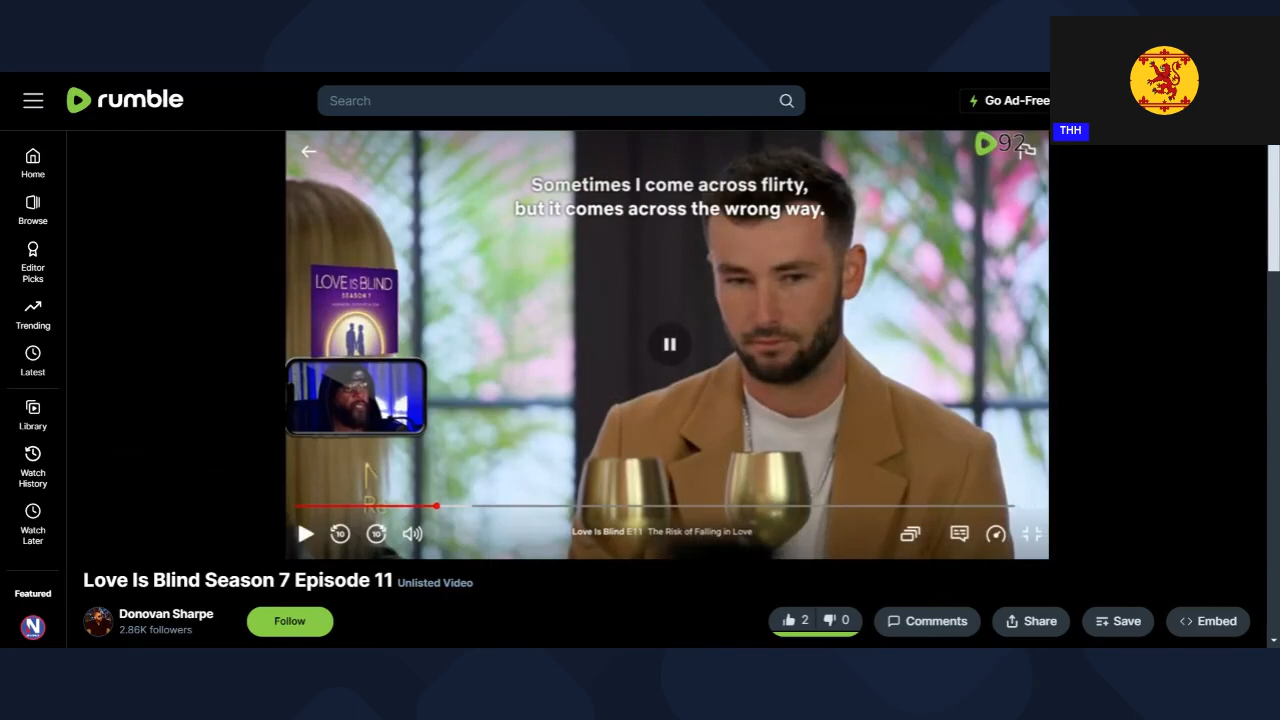 rumble
Search
Go Ad-Free
THH
Home
Browse
Editor
Picks
Trending
Latest
Library
Watch
History
Watch
Later
Featured
92
Sometimes I come across flirty,
but it comes across the wrong way.
LOVE IS BLIND
SEASON 7
10
10
Love Is Blind E11 The Risk of Falling in Love
Love Is Blind Season 7 Episode 11 Unlisted Video
Donovan Sharpe
2.86K followers
Follow
2
0
Comments
Share
Save
Embed
N